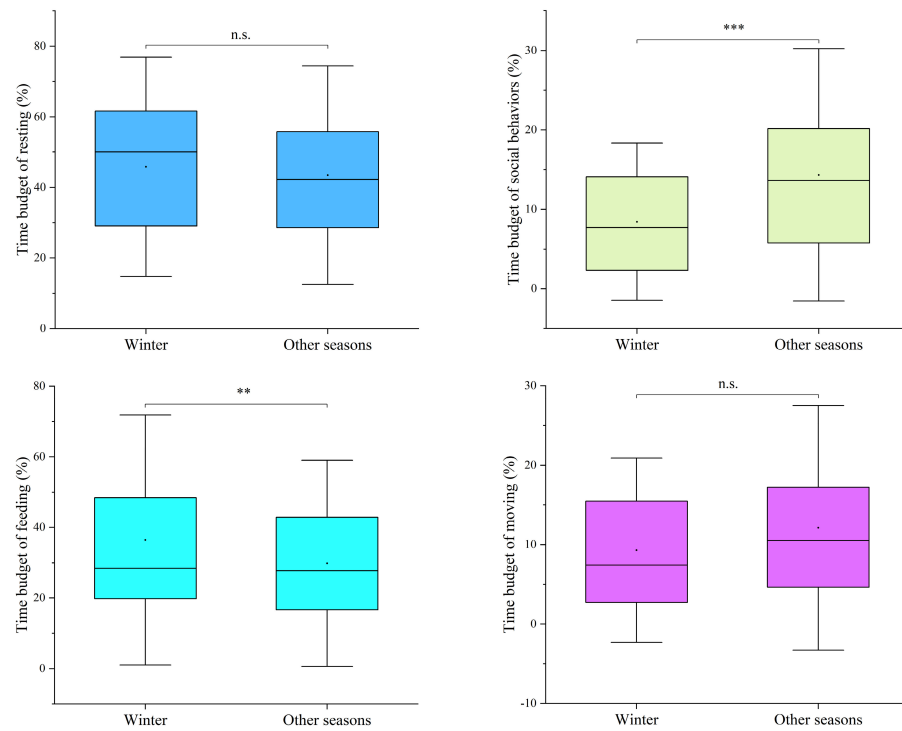 Time budget of resting (%)
80
60
40
20
0
n.s.
Winter
Other seasons
Time budget of social behaviors (%)
30
20
10
0
***
Winter
Other seasons
Time budget of feeding (%)
80
60
40
20
0
**
Winter
Other seasons
Time budget of moving (%)
30
20
10
0
-10
n.s.
Winter
Other seasons